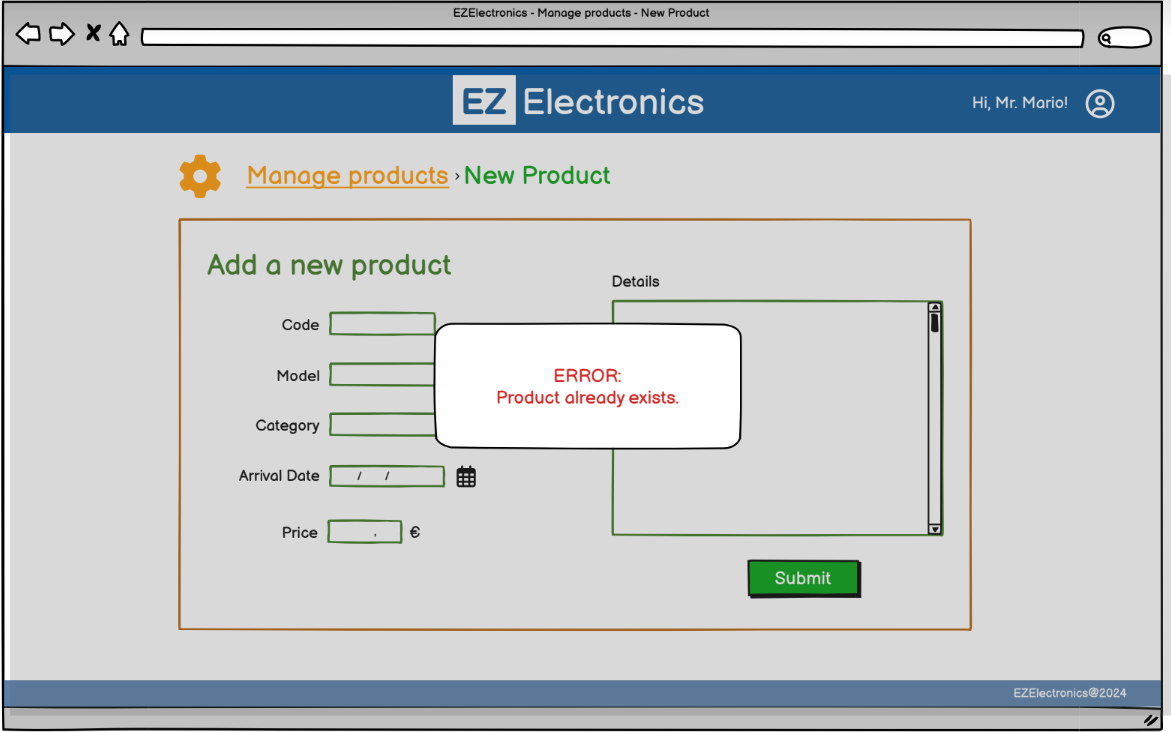 EZElectronics - Manage products - New Product
EZ Electronics
Hi, Mr. Mario!
Manage products › New Product
Add a new product
Details
Code
Model
Category
Arrival Date / /
Price , €
ERROR:
Product already exists.
Submit
EZElectronics@2024